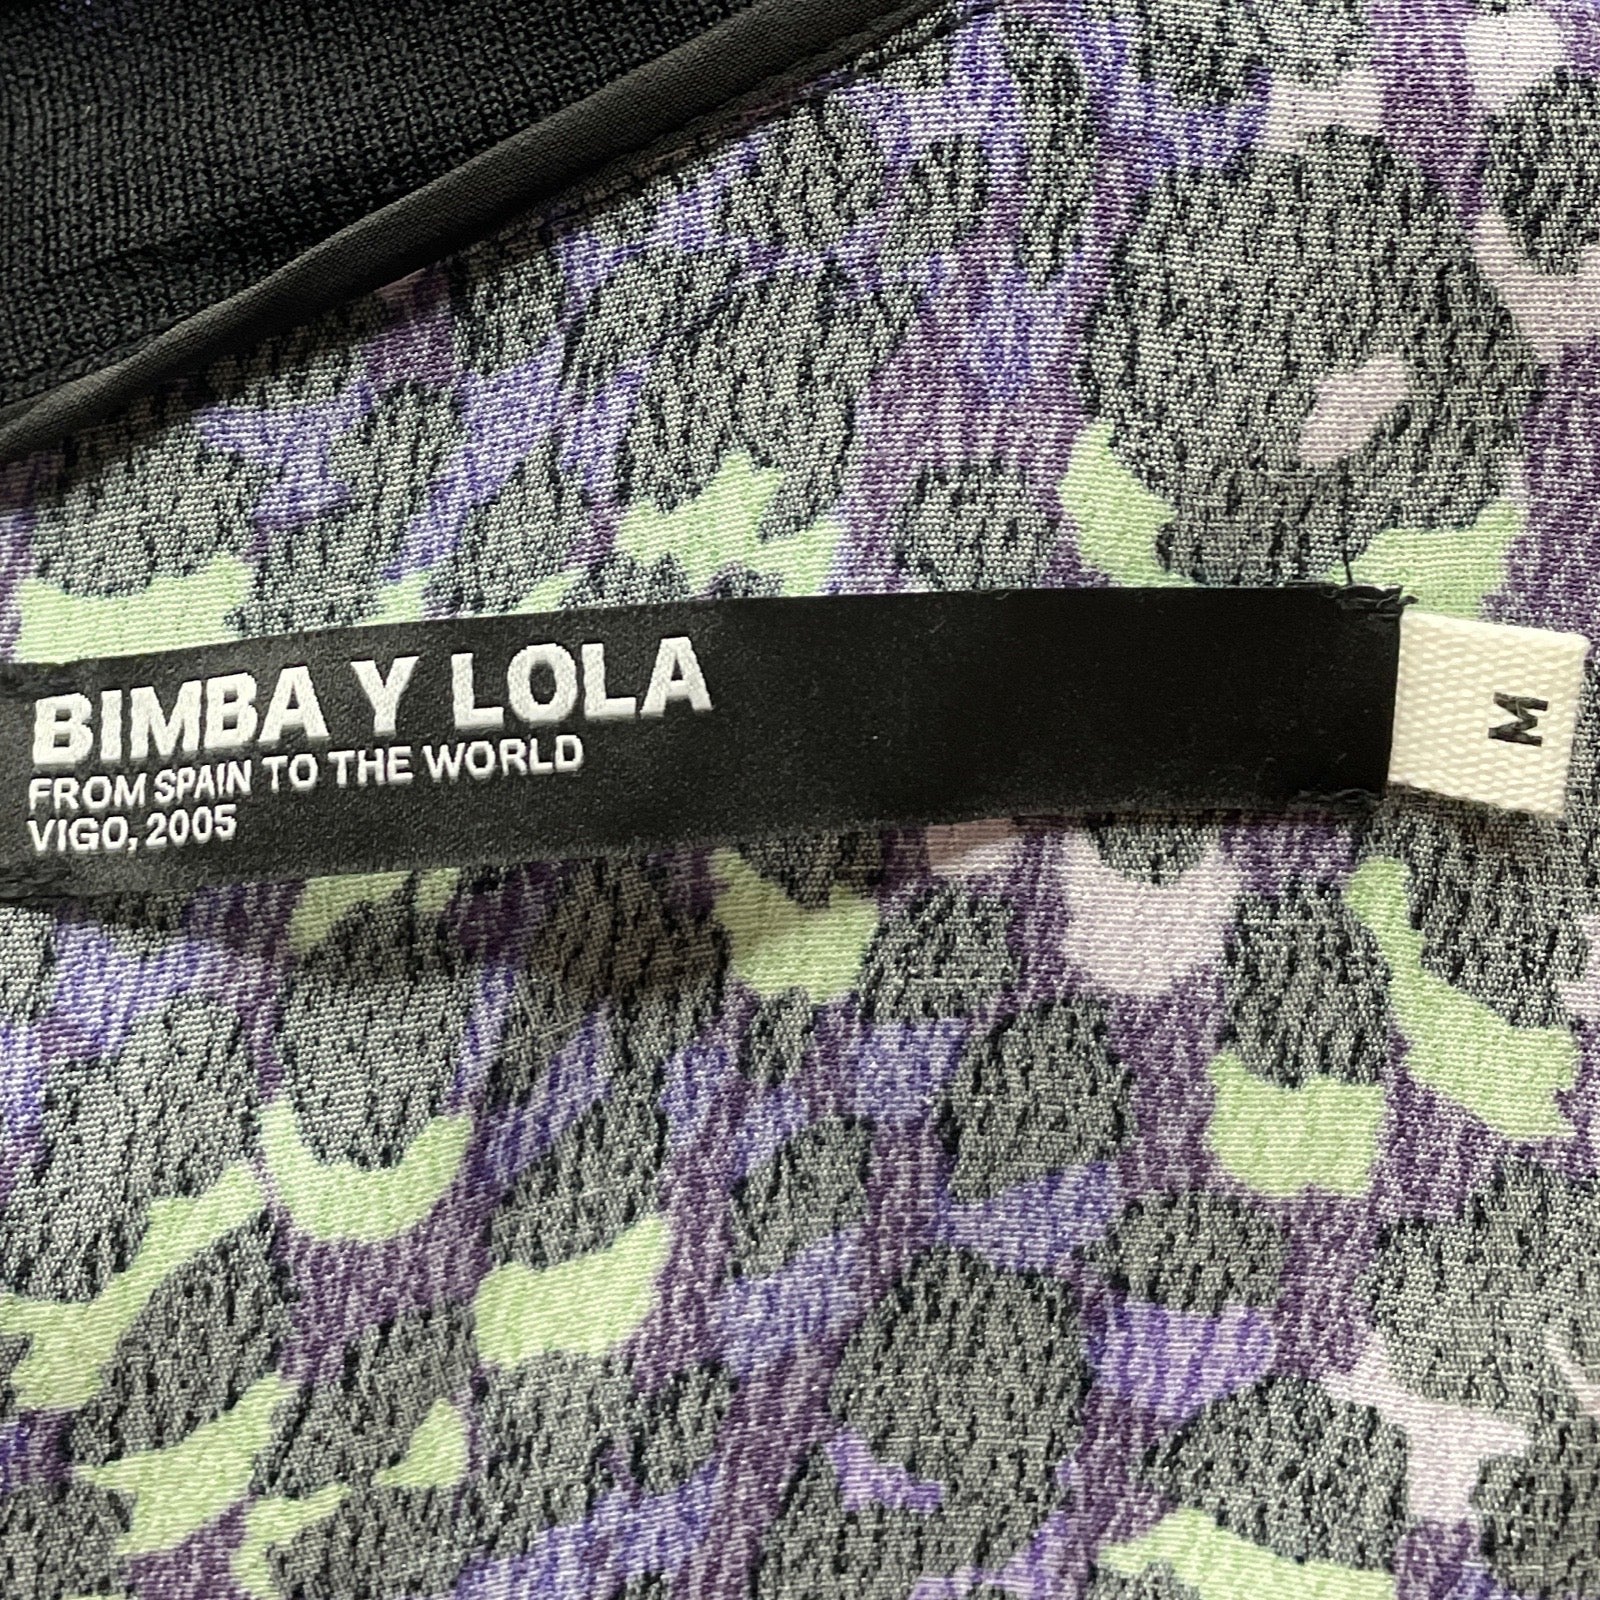 BIMBA Y LOLA
FROM SPAIN TO THE WORLD
VIGO, 2005
M